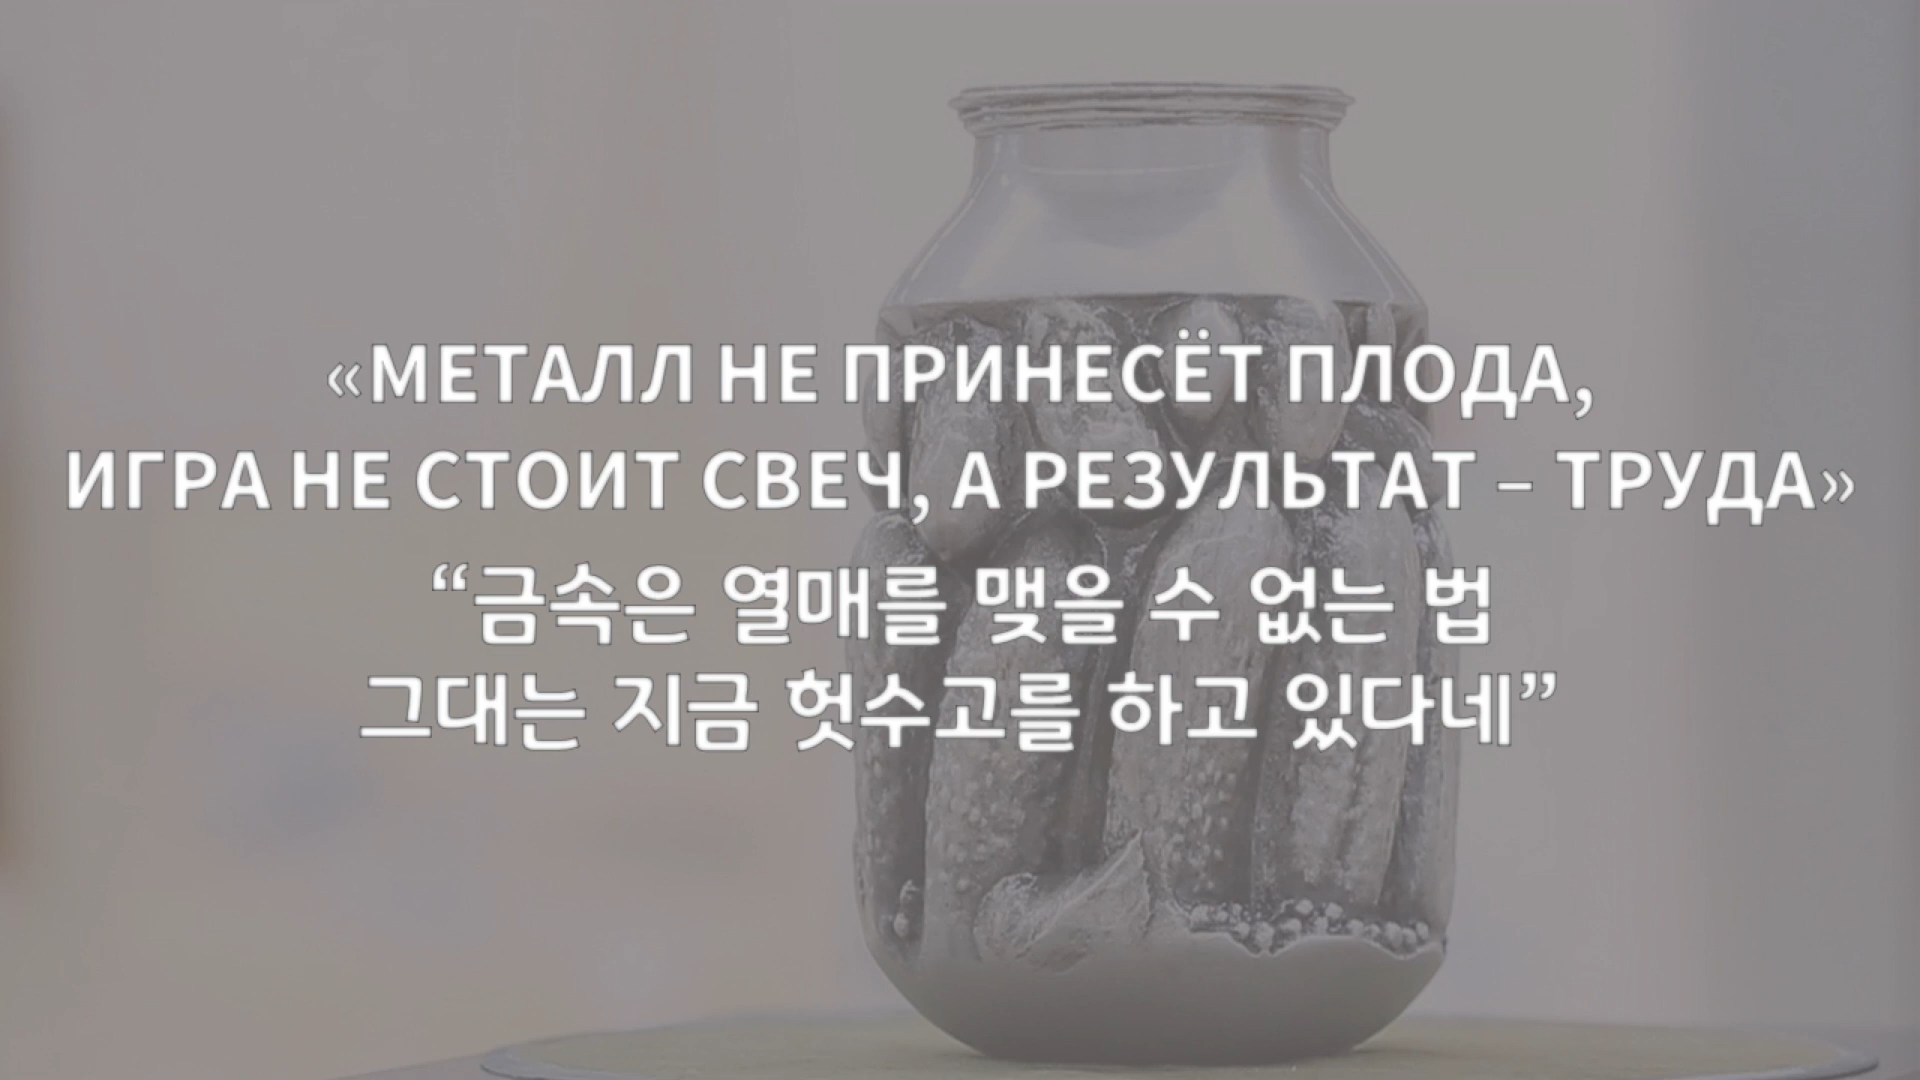 «МЕТАЛЛ НЕ ПРИНЕСЁТ ПЛОДА,
ИГРА НЕ СТОИТ СВЕЧ, А РЕЗУЛЬТАТ – ТРУДА»
“금속은 열매를 맺을 수 없는 법
그대는 지금 헛수고를 하고 있다네”